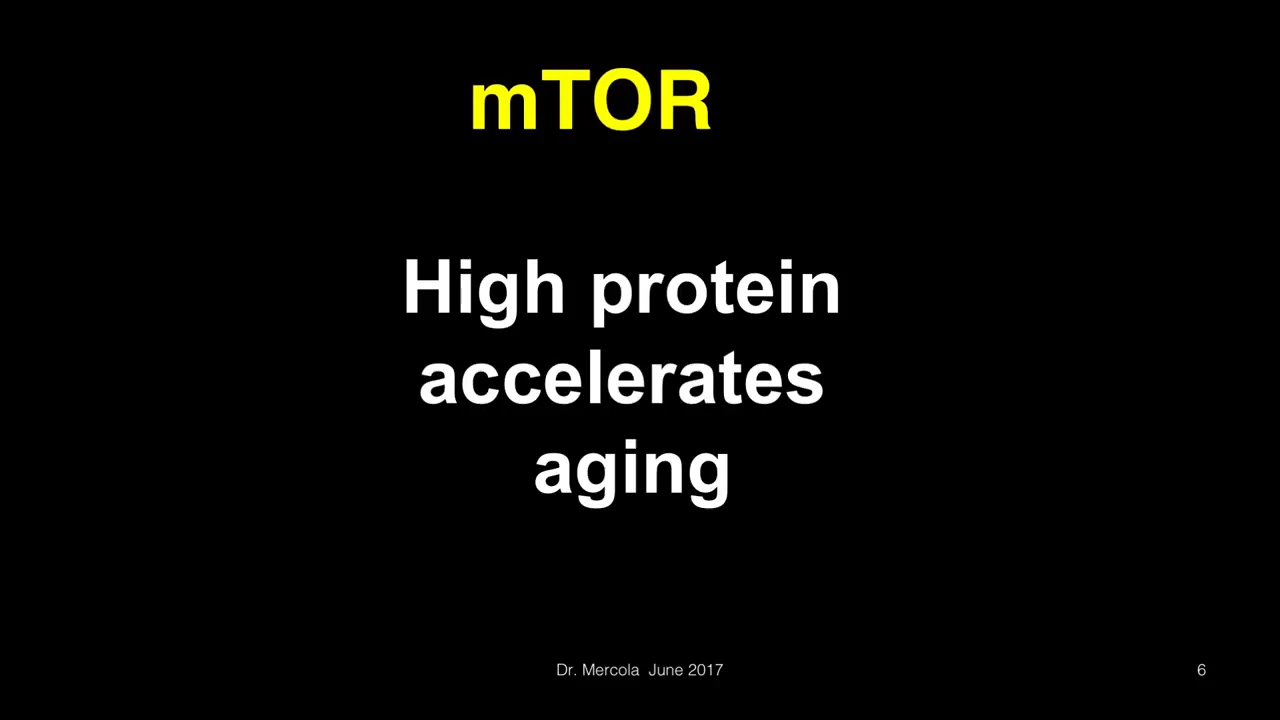 mTOR
High protein
accelerates
aging
Dr. Mercola  June 2017
6